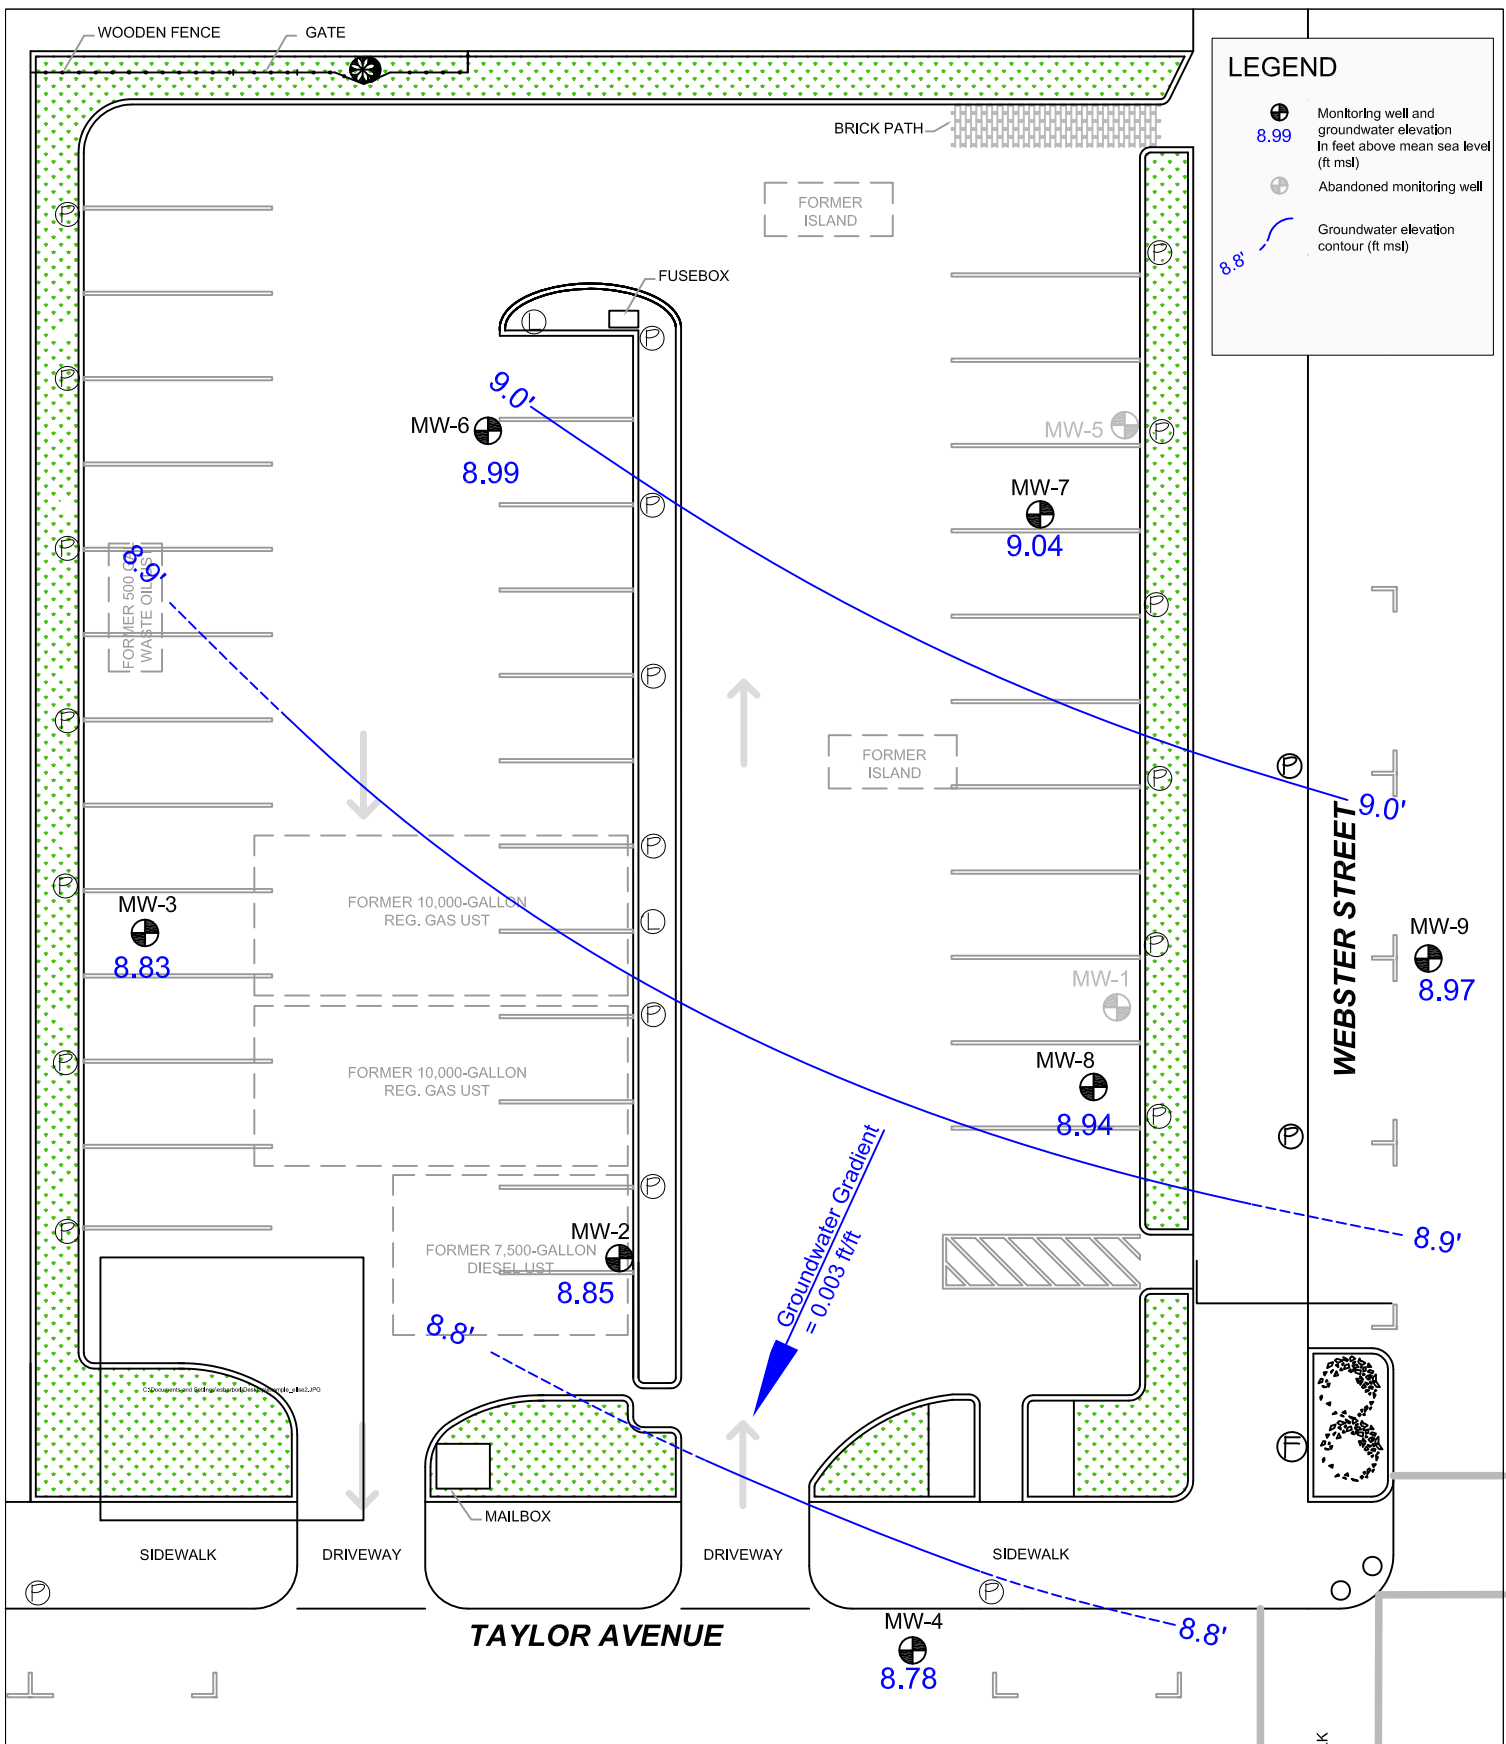 WOODEN FENCE
GATE
LEGEND
Monitoring well and
groundwater elevation
in feet above mean sea level
(ft msl)
8.99
Abandoned monitoring well
Groundwater elevation
contour (ft msl)
8.8'
BRICK PATH
FORMER
ISLAND
FUSEBOX
L
P
P
P
P
9.0'
MW-6
8.99
MW-5
P
MW-7
9.04
P
P
P
8.9'
FORMER 500
WASTE OIL
P
P
P
FORMER
ISLAND
P
P
9.0'
WEBSTER STREET
P
FORMER 10,000-GALLON
REG. GAS UST
L
P
MW-3
8.83
P
MW-9
8.97
MW-1
P
FORMER 10,000-GALLON
REG. GAS UST
P
MW-8
8.94
P
P
Groundwater Gradient
= 0.003 ft/ft
P
P
MW-2
8.85
FORMER 7,500-GALLON
DIESEL UST
8.9'
8.8'
MAILBOX
SIDEWALK
DRIVEWAY
DRIVEWAY
SIDEWALK
P
P
TAYLOR AVENUE
MW-4
8.78
8.8'
K